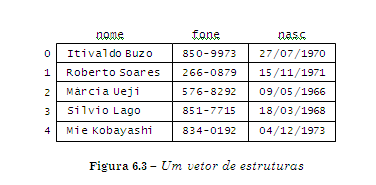 nome fone nasc
0 Itivaldo Buzo 850-9973 27/07/1970
1 Roberto Soares 266-0879 15/11/1971
2 Márcia Ueji 576-8292 09/05/1966
3 Silvio Lago 851-7715 18/03/1968
4 Mie Kobayashi 834-0192 04/12/1973
Figura 6.3 – Um vetor de estruturas